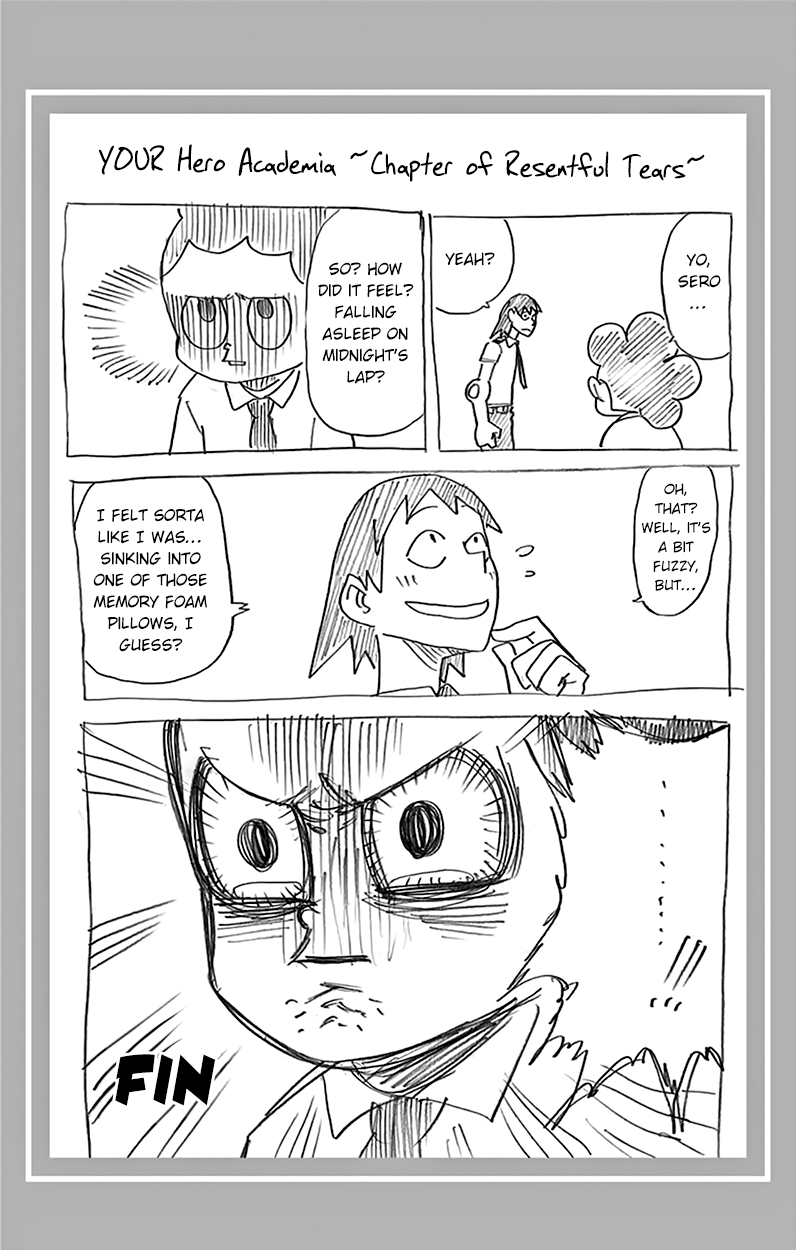 YOUR Hero Academia ~Chapter of Resentful Tears~
YO,
SERO
...
YEAH?
SO? HOW
DID IT FEEL?
FALLING
ASLEEP ON
MIDNIGHT'S
LAP?
OH,
THAT?
WELL, IT'S
A BIT
FUZZY,
BUT...
I FELT SORTA
LIKE I WAS...
SINKING INTO
ONE OF THOSE
MEMORY FOAM
PILLOWS, I
GUESS?
FIN